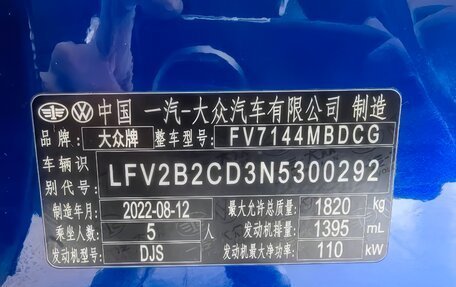 中国 一汽-大众汽车有限公司 制造
品牌: 大众牌 整车型号: FV7144MBDCG
车辆识别代号: LFV2B2CD3N5300292
制造年月: 2022-08-12 最大允许总质量: 1820 kg
乘坐人数: 5 人 发动机排量: 1395 mL
发动机型号: DJS 发动机最大净功率: 110 kW